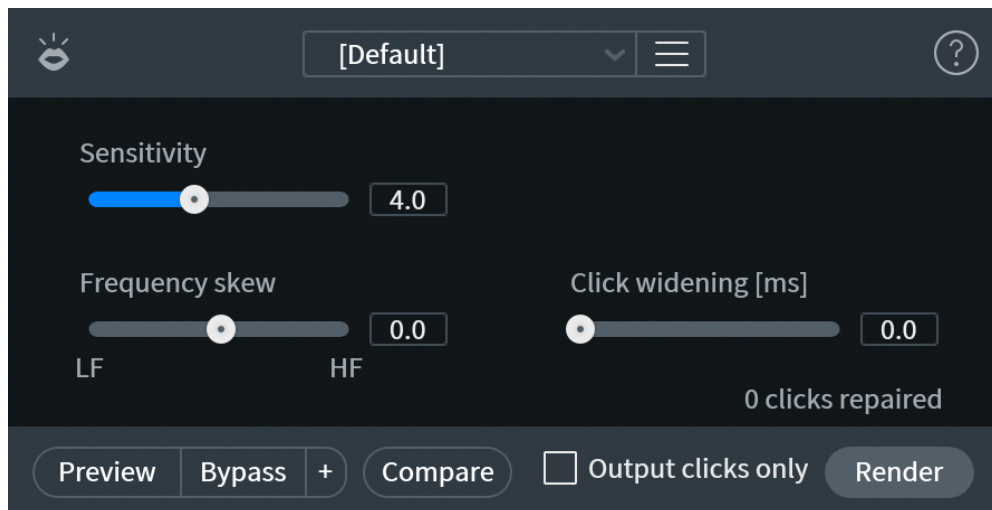 [Default] ?
Sensitivity
4.0
Frequency skew Click widening [ms]
0.0 0.0
LF HF
0 clicks repaired
Preview Bypass + Compare Output clicks only Render